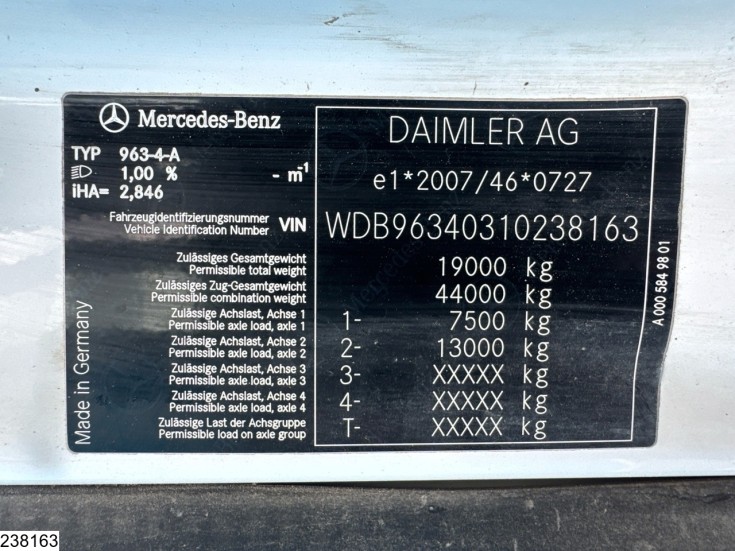 Mercedes-Benz
DAIMLER AG
TYP 963-4-A
1,00 % - m-1
iHA= 2,846
e1*2007/46*0727
Fahrzeugidentifizierungsnummer
Vehicle Identification Number VIN WDB96340310238163
Zulässiges Gesamtgewicht
Permissible total weight 19000 kg
Zulässiges Zug-Gesamtgewicht
Permissible combination weight 44000 kg
Zulässige Achslast, Achse 1
Permissible axle load, axle 1 1- 7500 kg
Zulässige Achslast, Achse 2
Permissible axle load, axle 2 2- 13000 kg
Zulässige Achslast, Achse 3
Permissible axle load, axle 3 3- XXXXX kg
Zulässige Achslast, Achse 4
Permissible axle load, axle 4 4- XXXXX kg
Zulässige Last der Achsgruppe
Permissible load on axle group T- XXXXX kg
Made in Germany
A 000 584 98 01
238163